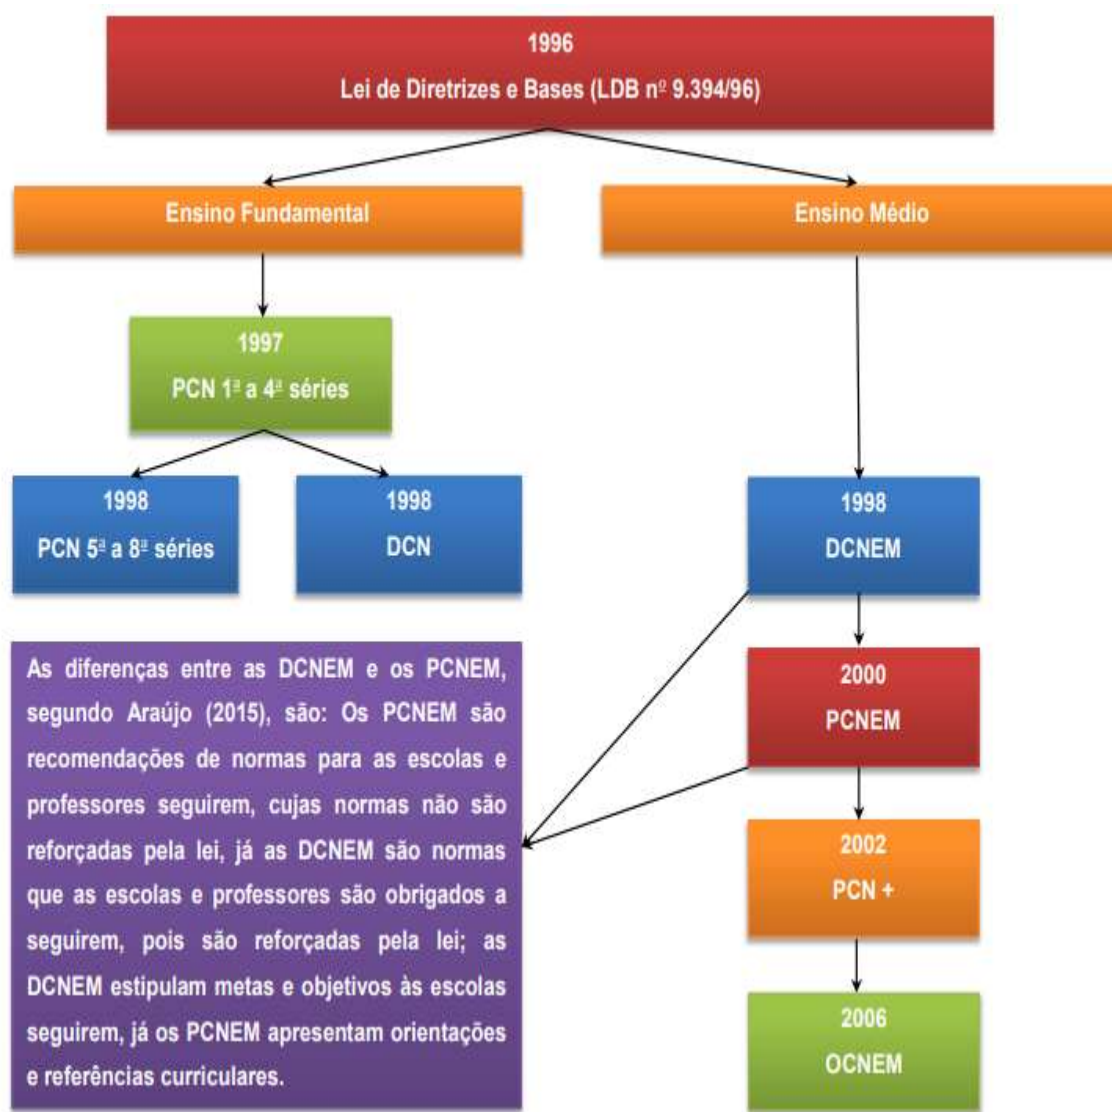 1996
Lei de Diretrizes e Bases (LDB nº 9.394/96)
Ensino Fundamental
Ensino Médio
1997
PCN 1ª a 4ª séries
1998
PCN 5ª a 8ª séries
1998
DCN
1998
DCNEM
As diferenças entre as DCNEM e os PCNEM,
segundo Araújo (2015), são: Os PCNEM são
recomendações de normas para as escolas e
professores seguirem, cujas normas não são
reforçadas pela lei, já as DCNEM são normas
que as escolas e professores são obrigados a
seguirem, pois são reforçadas pela lei; as
DCNEM estipulam metas e objetivos às escolas
seguirem, já os PCNEM apresentam orientações
e referências curriculares.
2000
PCNEM
2002
PCN +
2006
OCNEM